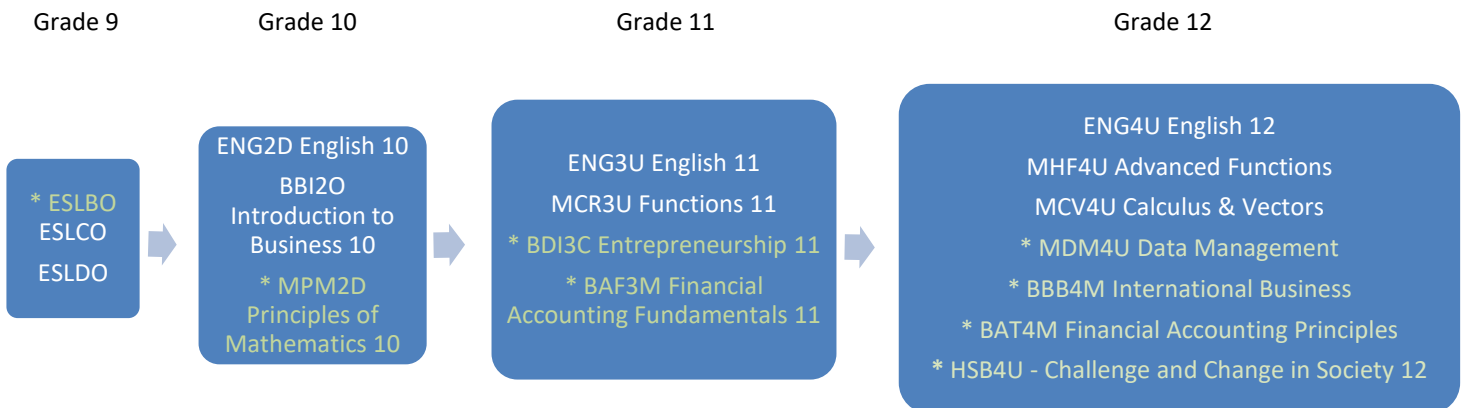 Grade 9
Grade 10
Grade 11
Grade 12
* ESLBO
ESLCO
ESLDO
ENG2D English 10
BBI2O
Introduction to
Business 10
* MPM2D
Principles of
Mathematics 10
ENG3U English 11
MCR3U Functions 11
* BDI3C Entrepreneurship 11
* BAF3M Financial
Accounting Fundamentals 11
ENG4U English 12
MHF4U Advanced Functions
MCV4U Calculus & Vectors
* MDM4U Data Management
* BBB4M International Business
* BAT4M Financial Accounting Principles
* HSB4U - Challenge and Change in Society 12